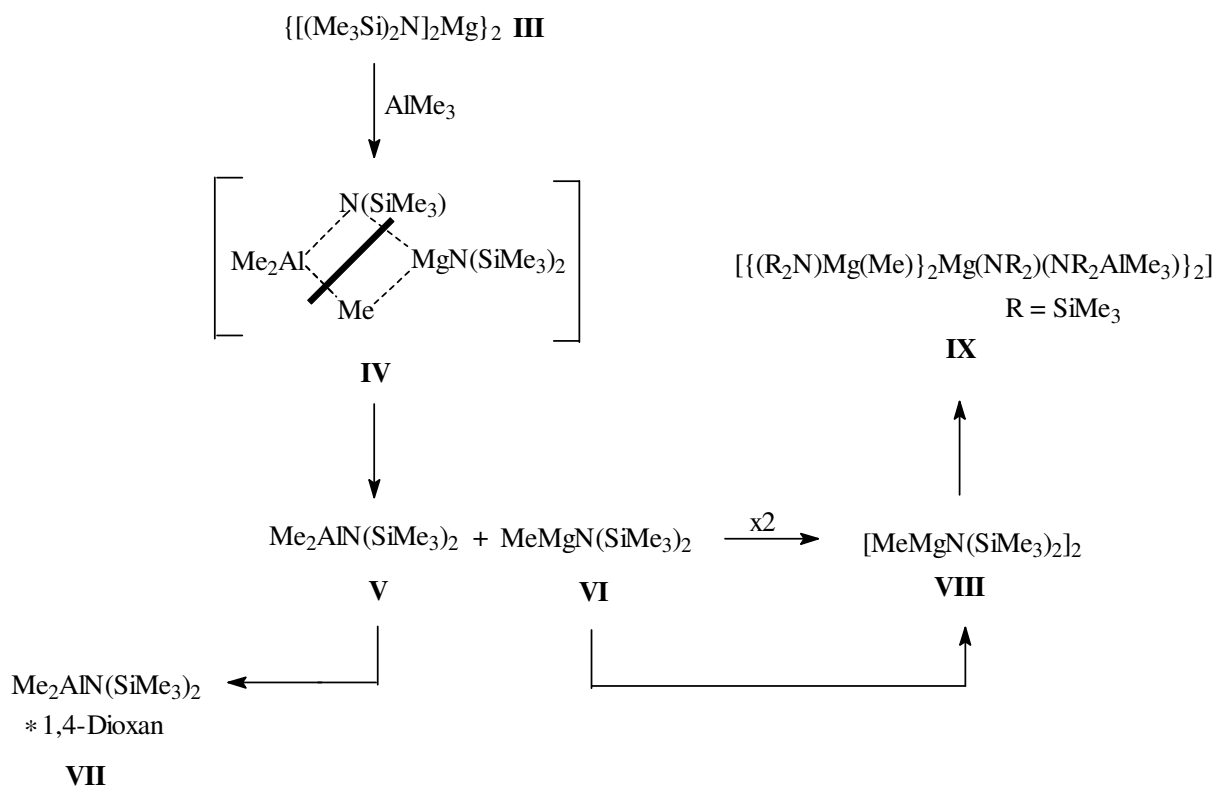 {[(Me₃Si)₂N]₂Mg}₂ III
AlMe₃
N(SiMe₃)
Me₂Al
MgN(SiMe₃)₂
Me
IV
[{(R₂N)Mg(Me)}₂Mg(NR₂)(NR₂AlMe₃)}₂]
R = SiMe₃
IX
Me₂AlN(SiMe₃)₂ + MeMgN(SiMe₃)₂
x2
[MeMgN(SiMe₃)₂]₂
V
VI
VIII
Me₂AlN(SiMe₃)₂
*1,4-Dioxan
VII